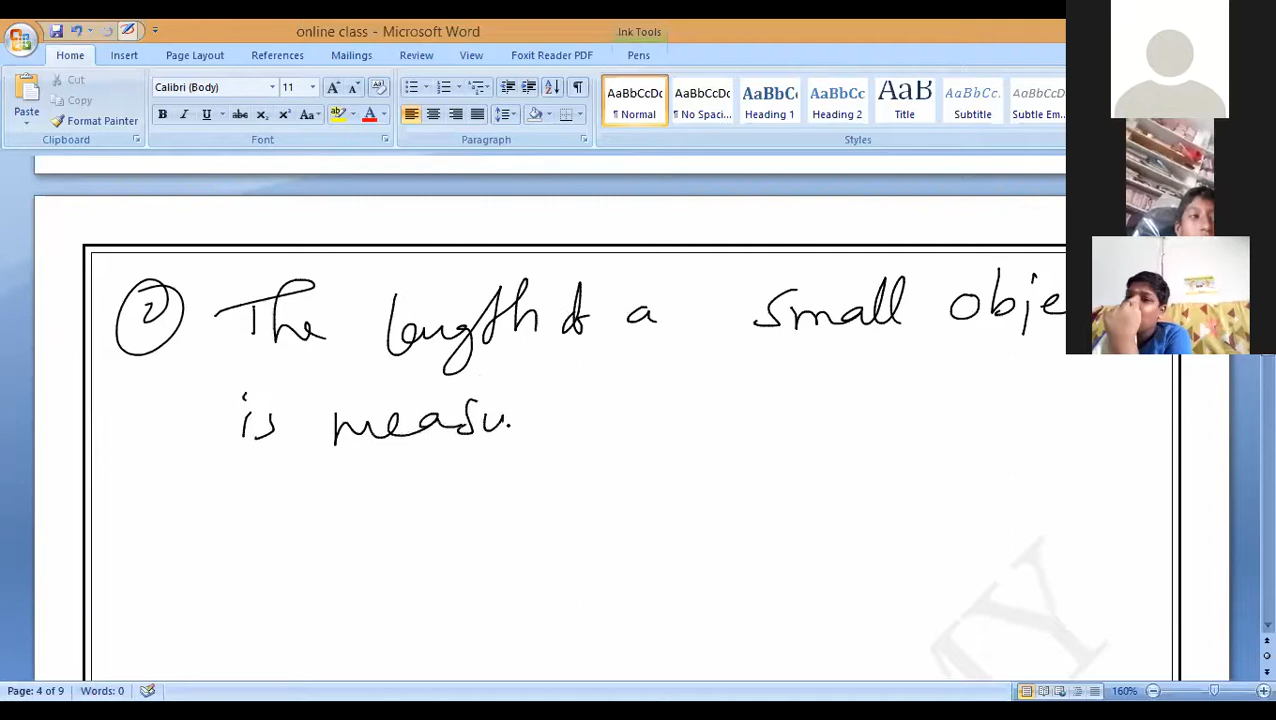 online class - Microsoft Word
Ink Tools
Home Insert Page Layout References Mailings Review View Foxit Reader PDF Pens
Paste
Cut
Copy
Format Painter
Clipboard
Calibri (Body) 11
Font
Paragraph
AaBbCcDc AaBbCcDc AaBbC AaBbCc AaB AaBbCc. AaBbCcDc
¶ Normal ¶ No Spaci... Heading 1 Heading 2 Title Subtitle Subtle Em...
Styles
② The length of a small obje
is measu
MY
Page: 4 of 9 Words: 0 160%